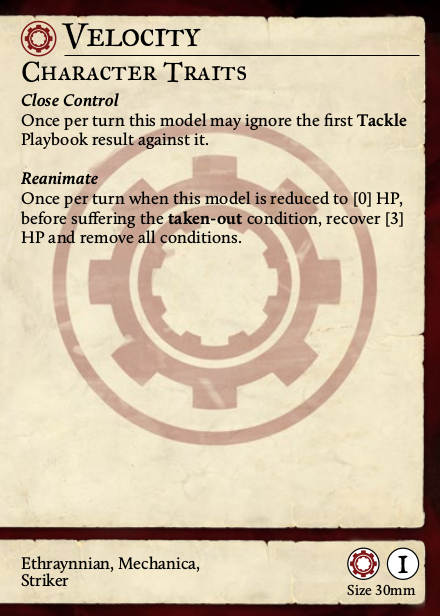 Velocity
Character Traits
Close Control
Once per turn this model may ignore the first Tackle
Playbook result against it.
Reanimate
Once per turn when this model is reduced to [0] HP,
before suffering the taken-out condition, recover [3]
HP and remove all conditions.
Ethraynnian, Mechanica,
Striker
I
Size 30mm